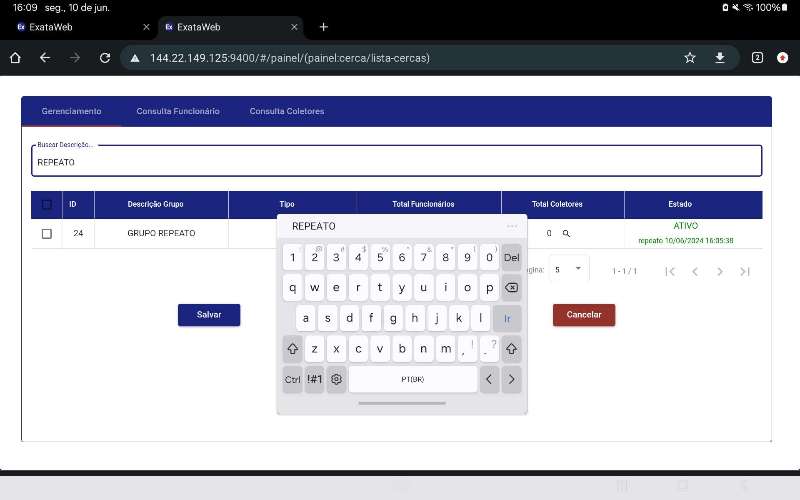 16:09 seg., 10 de jun. 100%
Ex ExataWeb Ex ExataWeb
144.22.149.125:9400/#/painel/(painel:cerca/lista-cercas) 2
Gerenciamento Consulta Funcionário Consulta Coletores
Buscar Descrição...
REPEATO
ID Descrição Grupo Tipo Total Funcionários Total Coletores Estado
24 GRUPO REPEATO 0 ATIVO
repeato 10/06/2024 16:05:38
5 1 - 1 / 1
Salvar Cancelar
REPEATO ...
1 2 3 4 5 6 7 8 9 0 Del
q w e r t y u i o p
a s d f g h j k l Ir
z x c v b n m , ! . ?
Ctrl !#1 PT(BR) < >